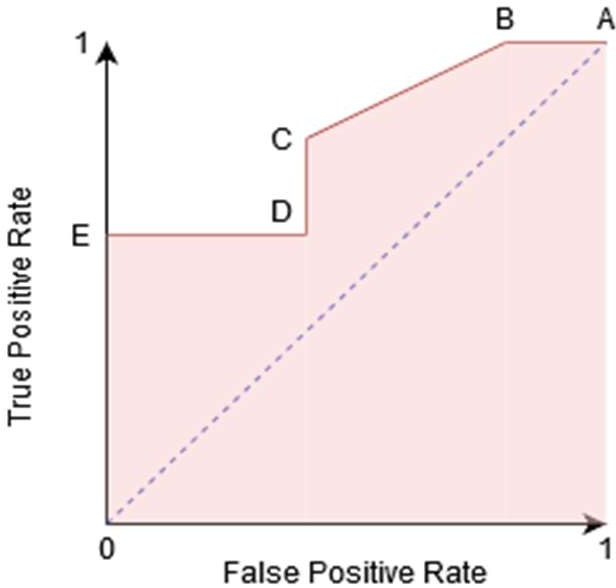 B A
1
C
D
E
True Positive Rate
0
1
False Positive Rate